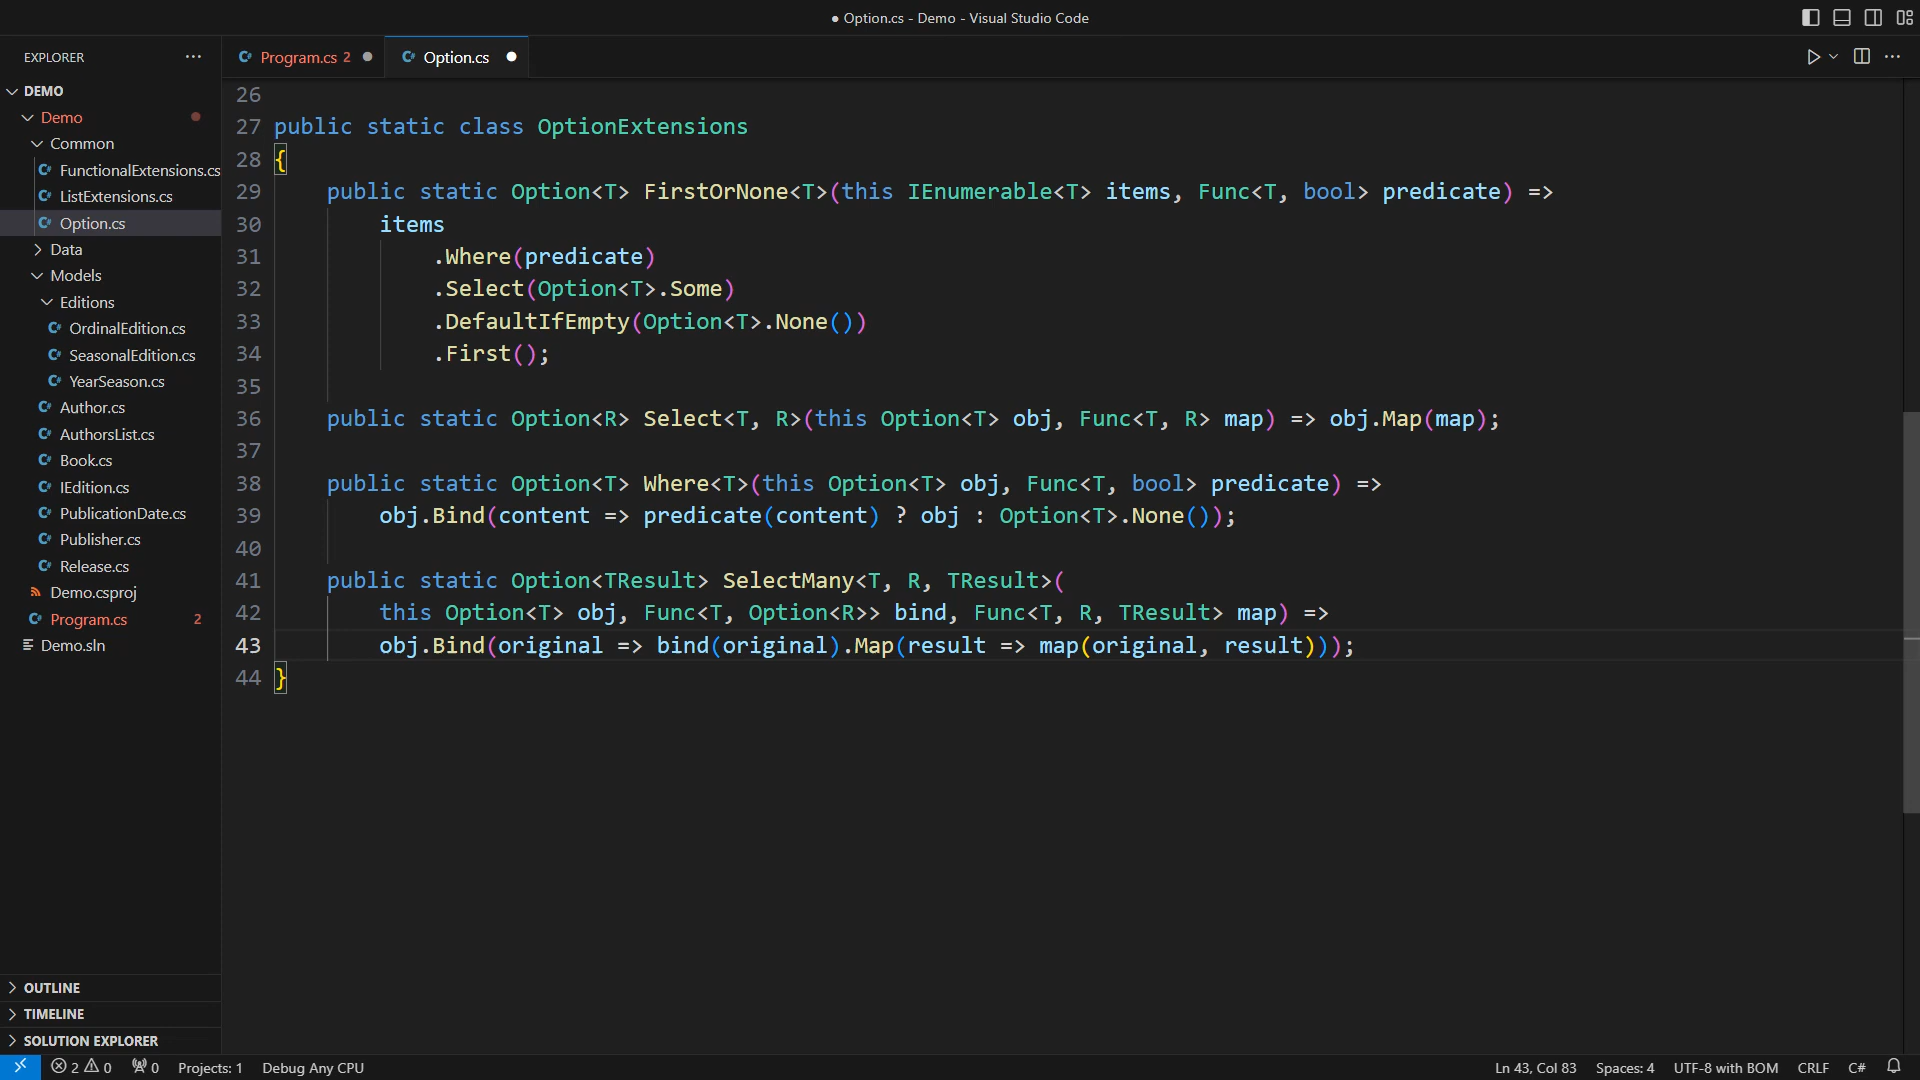 ● Option.cs - Demo - Visual Studio Code
EXPLORER
Program.cs 2
Option.cs
DEMO
Demo
Common
FunctionalExtensions.cs
ListExtensions.cs
Option.cs
Data
Models
Editions
OrdinalEdition.cs
SeasonalEdition.cs
YearSeason.cs
Author.cs
AuthorsList.cs
Book.cs
IEdition.cs
PublicationDate.cs
Publisher.cs
Release.cs
Demo.csproj
Program.cs 2
Demo.sln
OUTLINE
TIMELINE
SOLUTION EXPLORER
26
27 public static class OptionExtensions
28 {
29     public static Option<T> FirstOrNone<T>(this IEnumerable<T> items, Func<T, bool> predicate) =>
30         items
31             .Where(predicate)
32             .Select(Option<T>.Some)
33             .DefaultIfEmpty(Option<T>.None())
34             .First();
35
36     public static Option<R> Select<T, R>(this Option<T> obj, Func<T, R> map) => obj.Map(map);
37
38     public static Option<T> Where<T>(this Option<T> obj, Func<T, bool> predicate) =>
39         obj.Bind(content => predicate(content) ? obj : Option<T>.None());
40
41     public static Option<TResult> SelectMany<T, R, TResult>(
42         this Option<T> obj, Func<T, Option<R>> bind, Func<T, R, TResult> map) =>
43         obj.Bind(original => bind(original).Map(result => map(original, result)));
44 }
2 0 0 Projects: 1 Debug Any CPU Ln 43, Col 83 Spaces: 4 UTF-8 with BOM CRLF C#